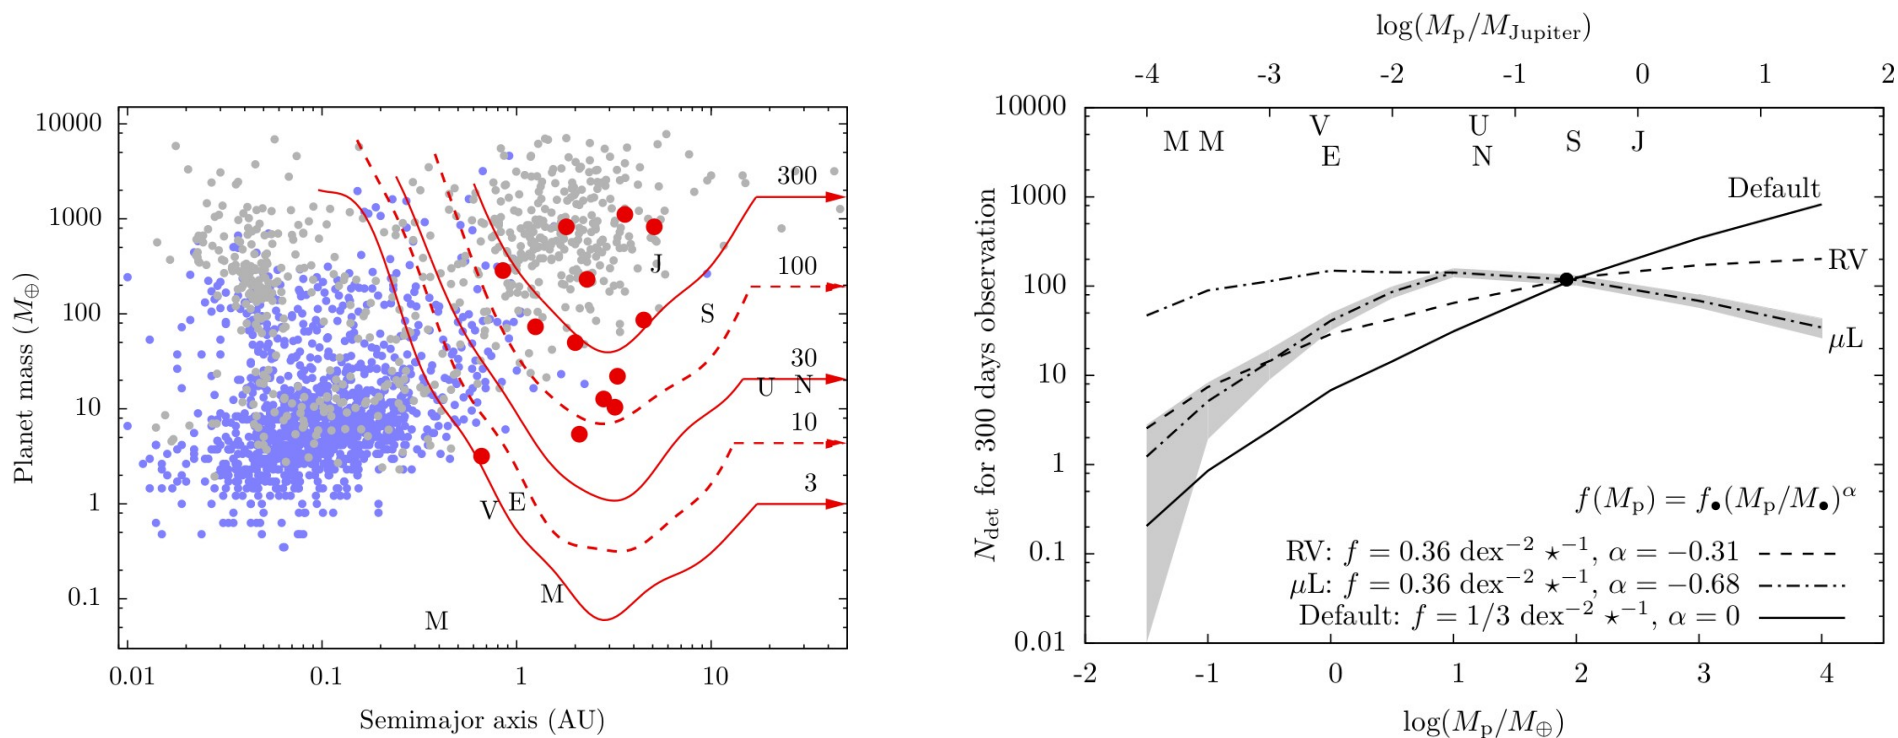 10000
1000
100
10
1
0.1
Planet mass (M⊕)
300
100
30
10
3
J
S
U N
V E
M
M
0.01 0.1 1 10
Semimajor axis (AU)
log(Mp/MJupiter)
-4 -3 -2 -1 0 1 2
10000
1000
100
10
1
0.1
0.01
Ndet for 300 days observation
M M V E U N S J
Default
RV
μL
f(Mp) = f●(Mp/M●)^α
RV: f = 0.36 dex⁻² ⋆⁻¹, α = −0.31
μL: f = 0.36 dex⁻² ⋆⁻¹, α = −0.68
Default: f = 1/3 dex⁻² ⋆⁻¹, α = 0
-2 -1 0 1 2 3 4
log(Mp/M⊕)